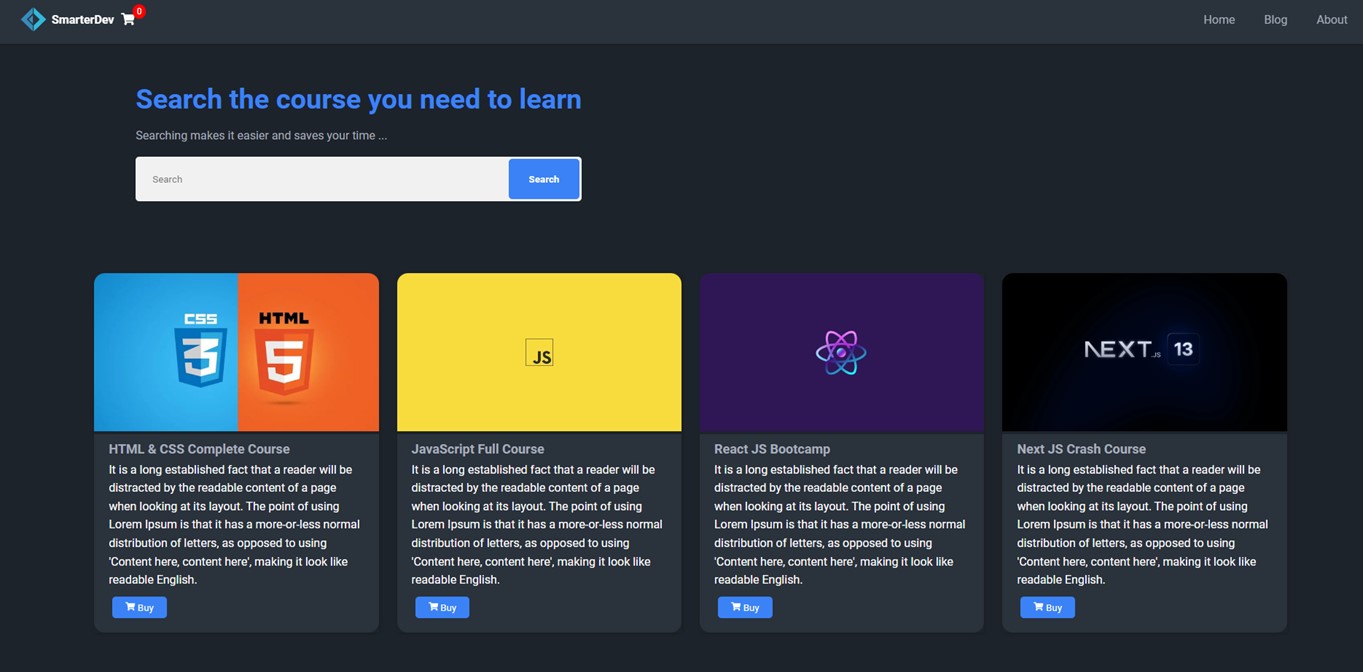 SmarterDev 0
Home Blog About
Search the course you need to learn
Searching makes it easier and saves your time ...
Search Search
CSS
3
HTML
5
JS
NEXT.JS 13
HTML & CSS Complete Course
It is a long established fact that a reader will be
distracted by the readable content of a page
when looking at its layout. The point of using
Lorem Ipsum is that it has a more-or-less normal
distribution of letters, as opposed to using
'Content here, content here', making it look like
readable English.
Buy
JavaScript Full Course
It is a long established fact that a reader will be
distracted by the readable content of a page
when looking at its layout. The point of using
Lorem Ipsum is that it has a more-or-less normal
distribution of letters, as opposed to using
'Content here, content here', making it look like
readable English.
Buy
React JS Bootcamp
It is a long established fact that a reader will be
distracted by the readable content of a page
when looking at its layout. The point of using
Lorem Ipsum is that it has a more-or-less normal
distribution of letters, as opposed to using
'Content here, content here', making it look like
readable English.
Buy
Next JS Crash Course
It is a long established fact that a reader will be
distracted by the readable content of a page
when looking at its layout. The point of using
Lorem Ipsum is that it has a more-or-less normal
distribution of letters, as opposed to using
'Content here, content here', making it look like
readable English.
Buy